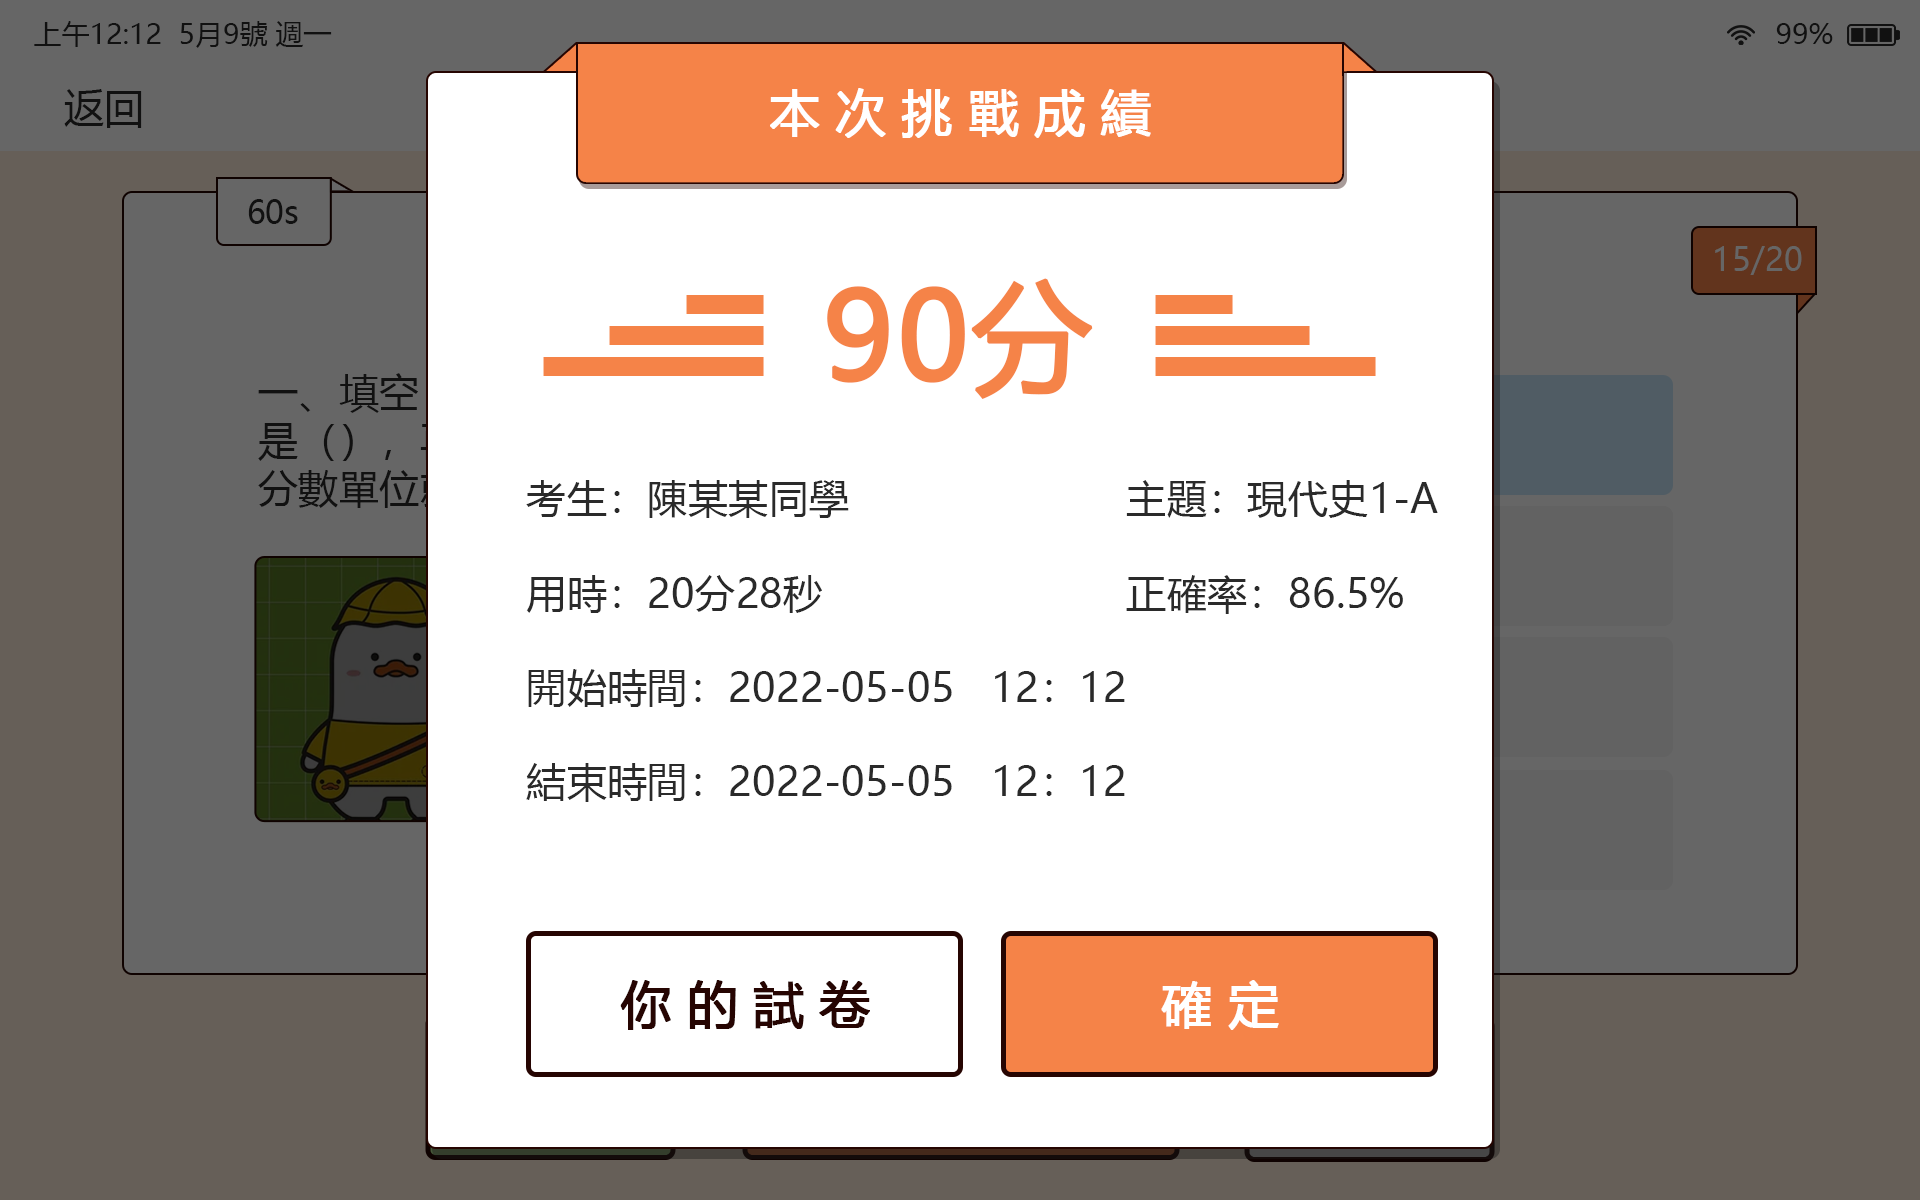 上午12:12 5月9號 週一
99%
返回
本次挑戰成績
60s
15/20
90分
一、填空
是（），
分數單位
考生：陳某某同學
主題：現代史1-A
用時：20分28秒
正確率：86.5%
開始時間：2022-05-05 12：12
結束時間：2022-05-05 12：12
你的試卷
確定